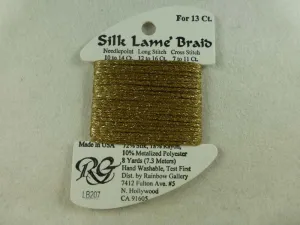 For 13 Ct.
Silk Lamé Braid
Needlepoint Long Stitch Cross Stitch
10 to 14 Ct. 12 to 16 Ct. 7 to 11 Ct.
Made in USA
72% Silk, 18% Rayon,
10% Metalized Polyester
8 Yards (7.3 Meters)
Hand Washable, Test First
Dist. by Rainbow Gallery
7412 Fulton Ave. #5
N. Hollywood
CA 91605
RG
LB207